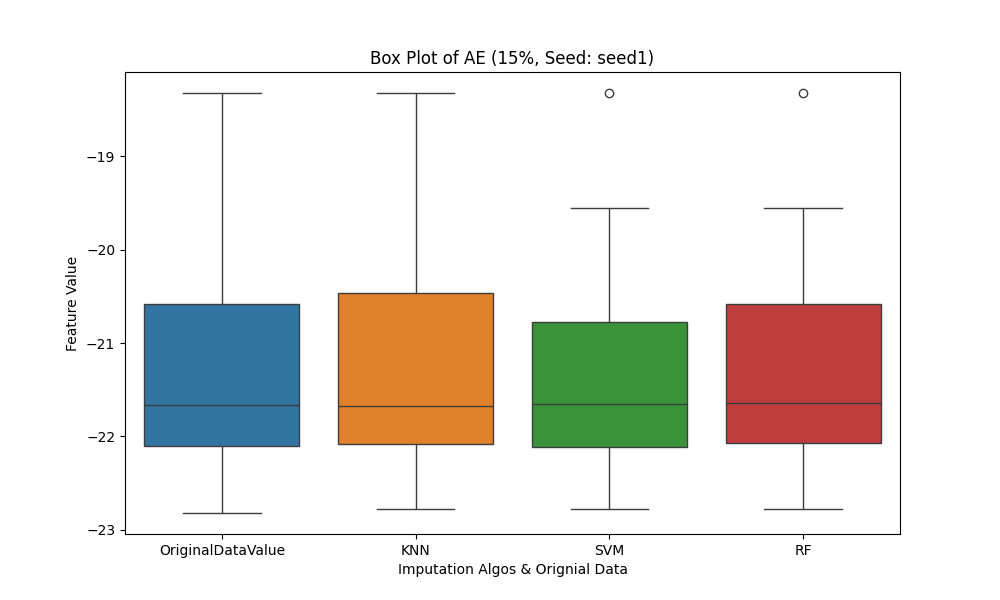 Box Plot of AE (15%, Seed: seed1)
Feature Value
−19
−20
−21
−22
−23
OriginalDataValue
KNN
SVM
RF
Imputation Algos & Orignial Data